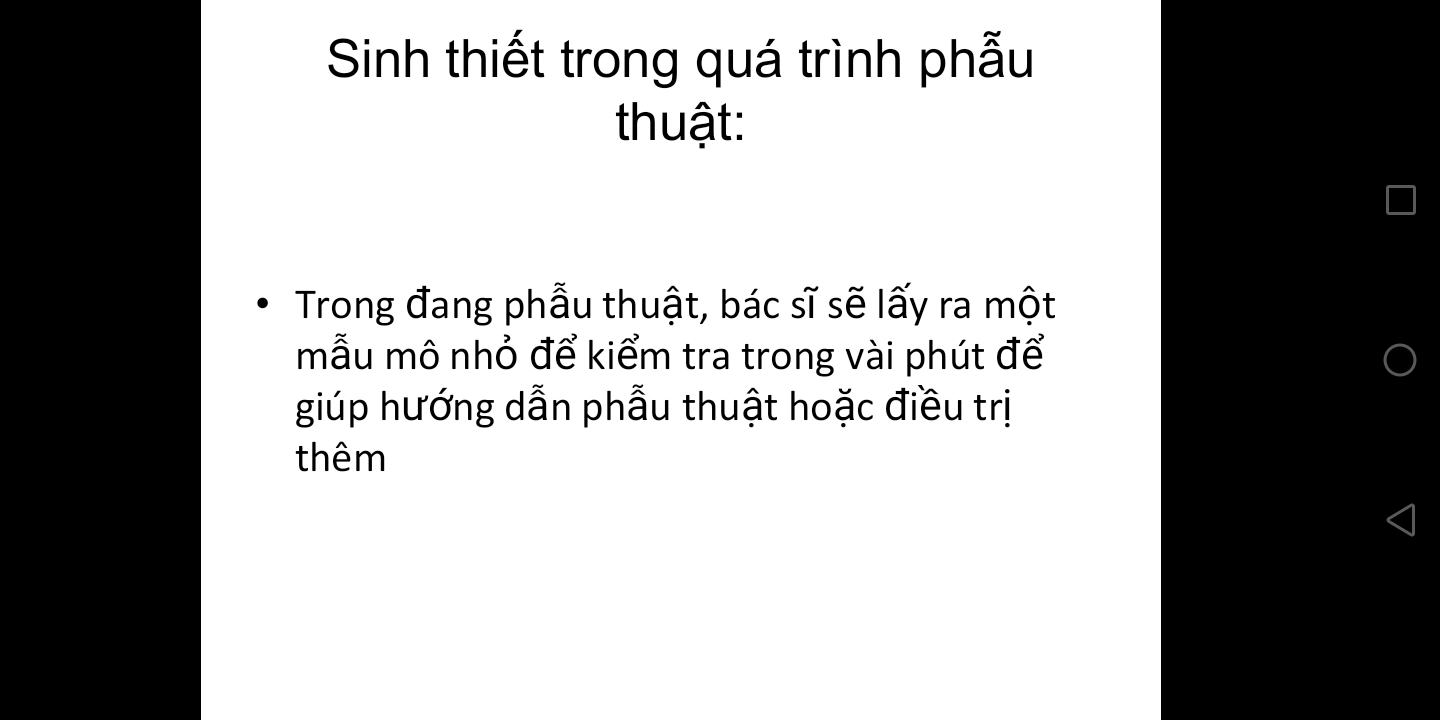 Sinh thiết trong quá trình phẫu
thuật:
• Trong đang phẫu thuật, bác sĩ sẽ lấy ra một
mẫu mô nhỏ để kiểm tra trong vài phút để
giúp hướng dẫn phẫu thuật hoặc điều trị
thêm